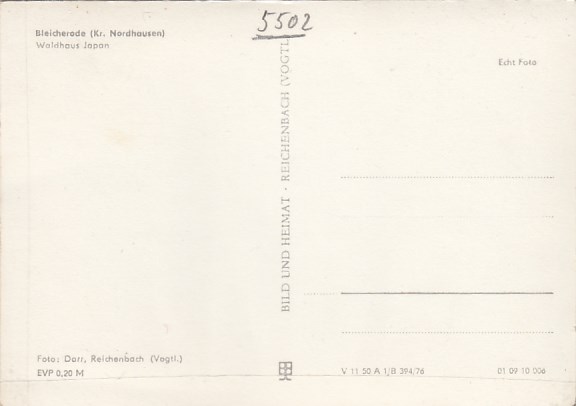 5502
Bleicherode (Kr. Nordhausen)
Waldhaus Japan
Echt Foto
BILD UND HEIMAT · REICHENBACH (VOGTL
Foto: Darr, Reichenbach (Vogtl.)
EVP 0,20 M
V 11 50 A 1/B 394/76
01 09 10 006